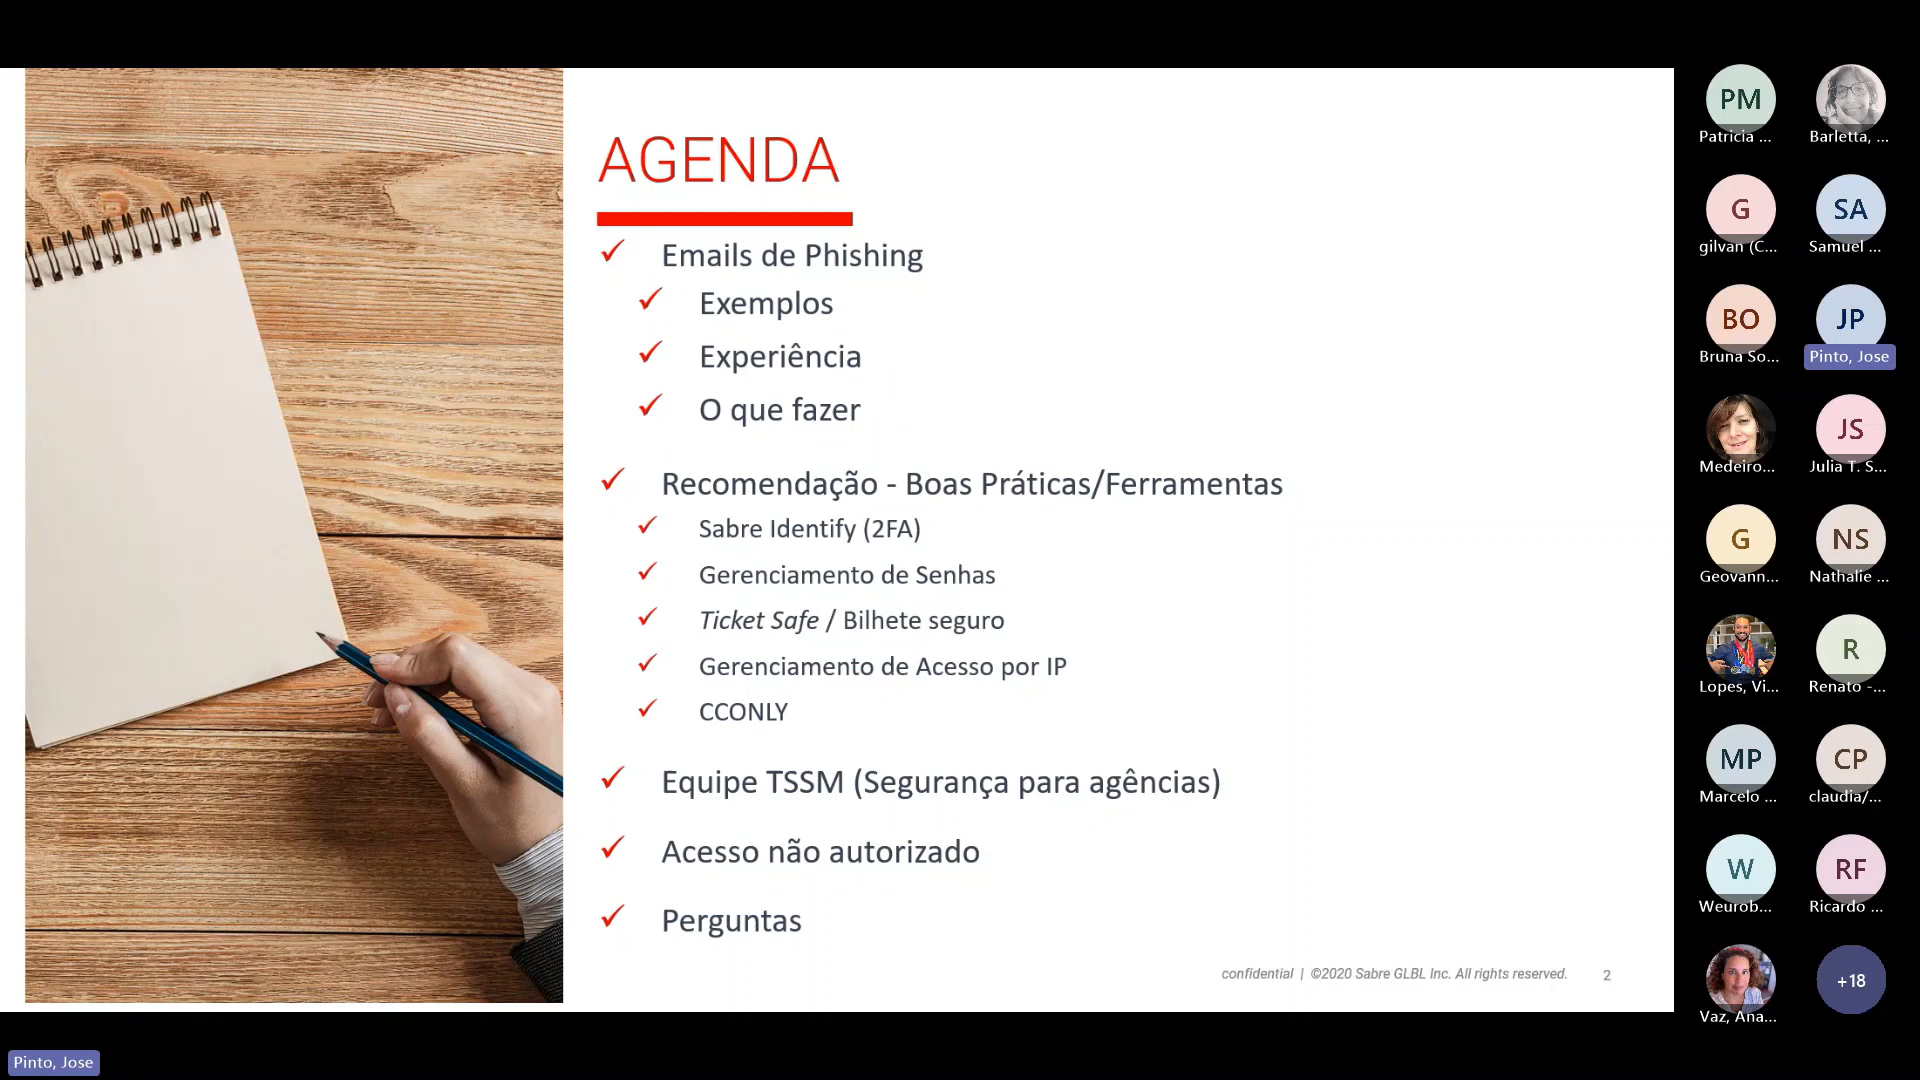 AGENDA
Emails de Phishing
Exemplos
Experiência
O que fazer
Recomendação - Boas Práticas/Ferramentas
Sabre Identify (2FA)
Gerenciamento de Senhas
Ticket Safe / Bilhete seguro
Gerenciamento de Acesso por IP
CCONLY
Equipe TSSM (Segurança para agências)
Acesso não autorizado
Perguntas
confidential | ©2020 Sabre GLBL Inc. All rights reserved. 2
PM
Patricia ...
Barletta, ...
G
gilvan (C...
SA
Samuel ...
BO
Bruna So...
JP
Pinto, Jose
Medeiro...
JS
Julia T. S...
G
Geovann...
NS
Nathalie ...
Lopes, Vi...
R
Renato -...
MP
Marcelo ...
CP
claudia/...
W
Weurob...
RF
Ricardo ...
Vaz, Ana...
+18
Pinto, Jose